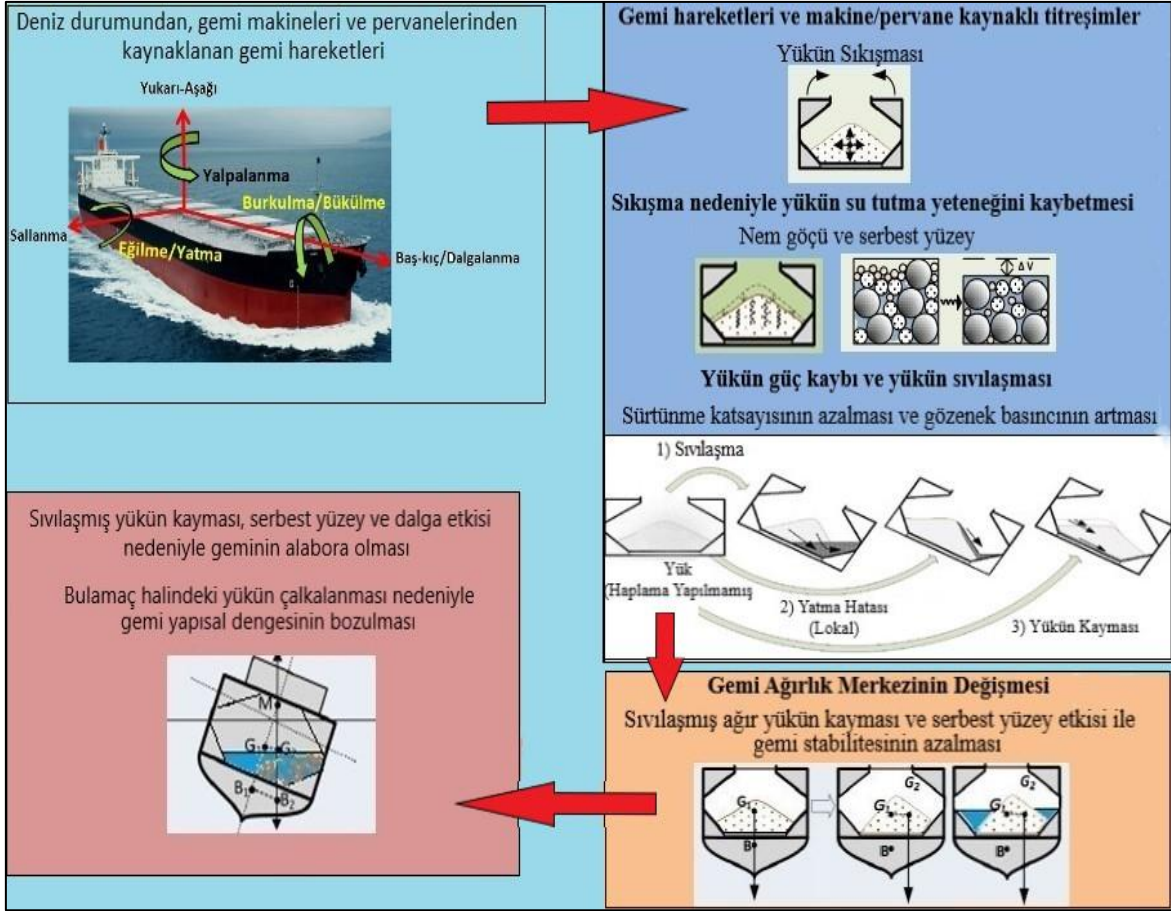 Deniz durumundan, gemi makineleri ve pervanelerinden
kaynaklanan gemi hareketleri
Yukarı-Aşağı
Yalpalanma
Burkulma/Bükülme
Sallanma
Eğilme/Yatma
Baş-kıç/Dalgalanma
G
Gemi hareketleri ve makine/pervane kaynaklı titreşimler
Yükün Sıkışması
Sıkışma nedeniyle yükün su tutma yeteneğini kaybetmesi
Nem göçü ve serbest yüzey
Δ V
Yükün güç kaybı ve yükün sıvılaşması
Sürtünme katsayısının azalması ve gözenek basıncının artması
1) Sıvılaşma
Yük
(Haplama Yapılmamış
2) Yatma Hatası
(Lokal)
3) Yükün Kayması
Gemi Ağırlık Merkezinin Değişmesi
Sıvılaşmış ağır yükün kayması ve serbest yüzey etkisi ile
gemi stabilitesinin azalması
G₁
B
G₂
G₁
B
G₂
G₁
B
Sıvılaşmış yükün kayması, serbest yüzey ve dalga etkisi
nedeniyle geminin alabora olması
Bulamaç halindeki yükün çalkalanması nedeniyle
gemi yapısal dengesinin bozulması
M
G₁ G₂
B₁
B₂